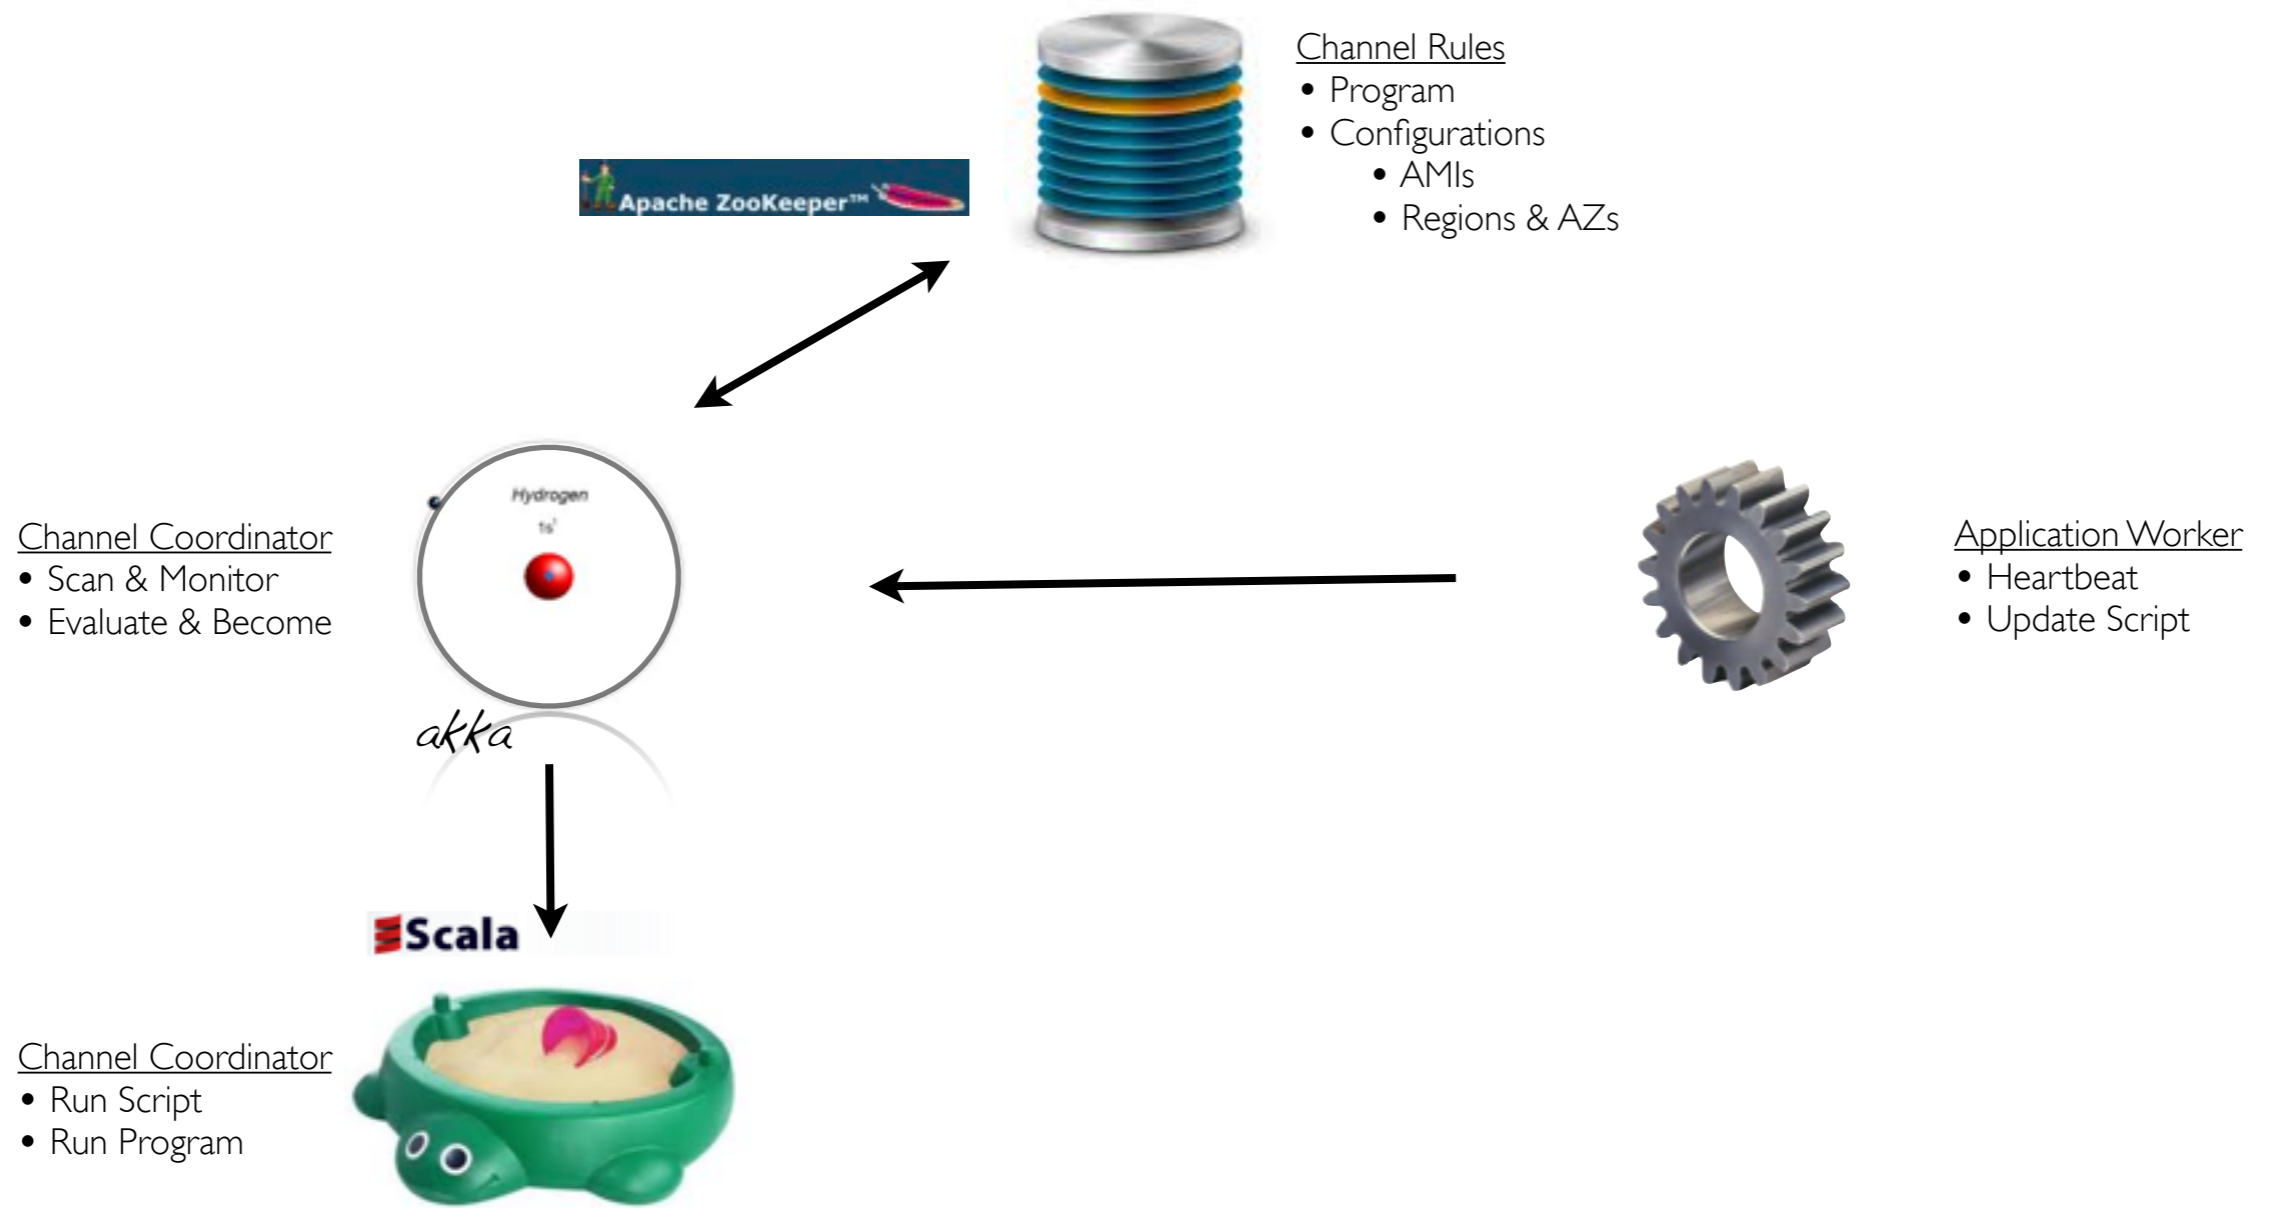 Channel Rules
• Program
• Configurations
• AMIs
• Regions & AZs
Apache ZooKeeper™
Hydrogen
1s¹
Channel Coordinator
• Scan & Monitor
• Evaluate & Become
akka
Application Worker
• Heartbeat
• Update Script
Scala
Channel Coordinator
• Run Script
• Run Program